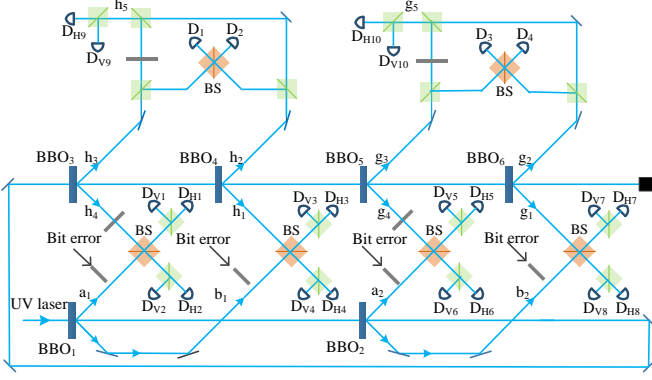 h5 g5
DH9 D1 D2 DH10 D3 D4
DV9 DV10
BS BS
BBO3 h3 BBO4 h2 BBO5 g3 BBO6 g2
h4 DV1 DH1 h1 DV3 DH3 g4 DV5 DH5 g1 DV7 DH7
Bit error BS Bit error BS Bit error BS Bit error BS
a1 DV2 DH2 b1 DV4 DH4 a2 DV6 DH6 b2 DV8 DH8
UV laser
BBO1 BBO2